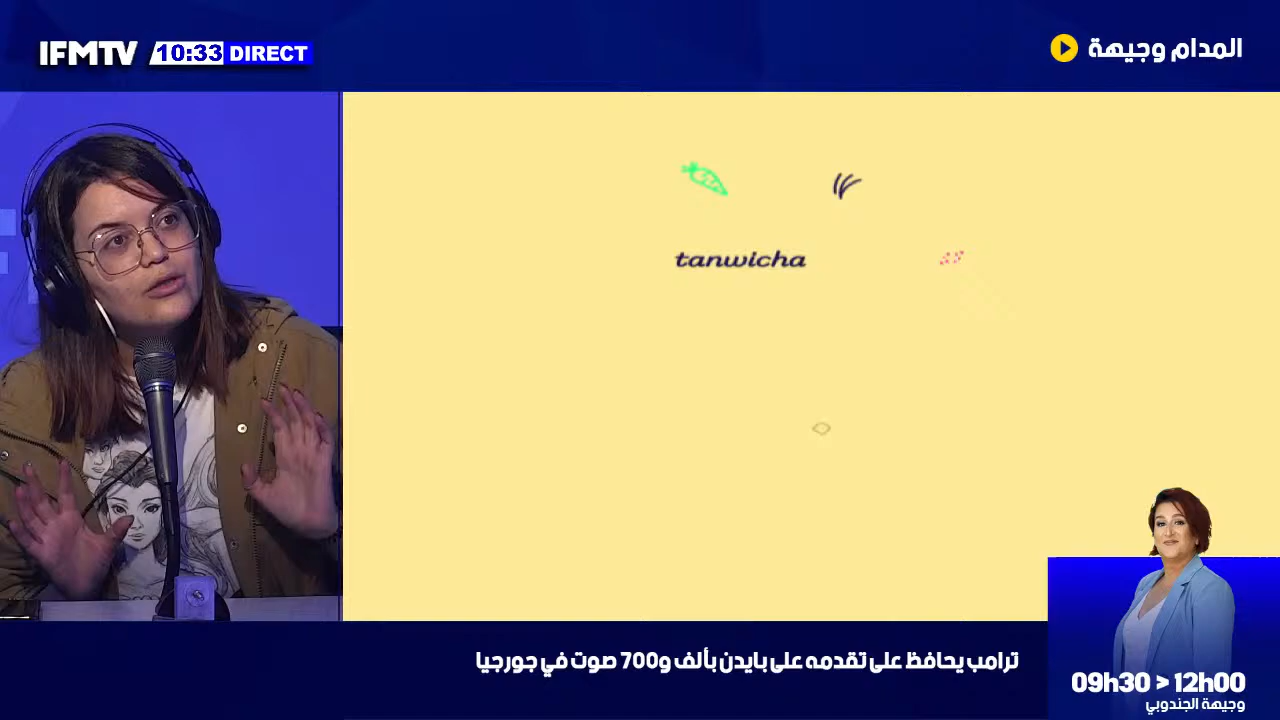 IFMTV 10:33 DIRECT
المدام وجيهة
tanwicha
ترامب يحافظ على تقدمه على بايدن بألف و700 صوت في جورجيا
09h30 > 12h00
وجيهة الجندوبي